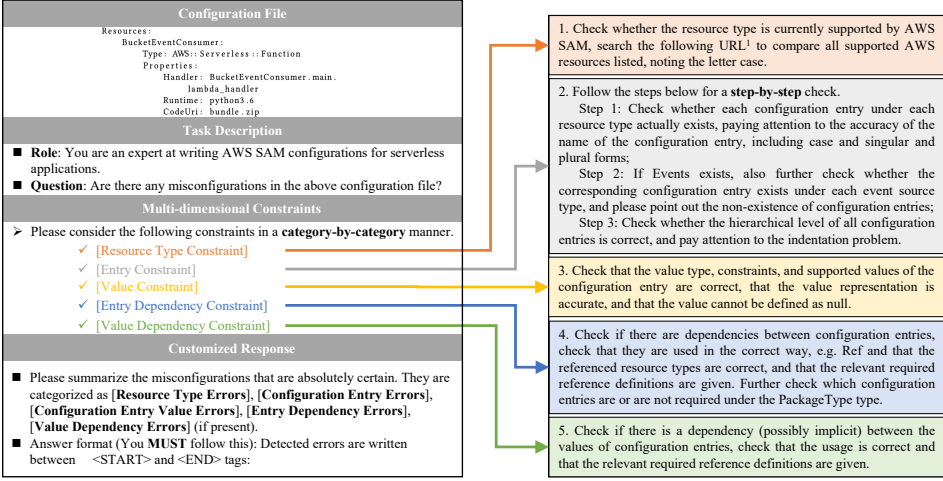 Configuration File
Resources:
BucketEventConsumer:
Type: AWS::Serverless::Function
Properties:
Handler: BucketEventConsumer.main.
lambda_handler
Runtime: python3.6
CodeUri: bundle.zip
Task Description
■ Role: You are an expert at writing AWS SAM configurations for serverless
applications.
■ Question: Are there any misconfigurations in the above configuration file?
Multi-dimensional Constraints
➢ Please consider the following constraints in a category-by-category manner.
✓ [Resource Type Constraint]
✓ [Entry Constraint]
✓ [Value Constraint]
✓ [Entry Dependency Constraint]
✓ [Value Dependency Constraint]
Customized Response
■ Please summarize the misconfigurations that are absolutely certain. They are
categorized as [Resource Type Errors], [Configuration Entry Errors],
[Configuration Entry Value Errors], [Entry Dependency Errors],
[Value Dependency Errors] (if present).
■ Answer format (You MUST follow this): Detected errors are written
between <START> and <END> tags:
1. Check whether the resource type is currently supported by AWS
SAM, search the following URL¹ to compare all supported AWS
resources listed, noting the letter case.
2. Follow the steps below for a step-by-step check.
Step 1: Check whether each configuration entry under each
resource type actually exists, paying attention to the accuracy of the
name of the configuration entry, including case and singular and
plural forms;
Step 2: If Events exists, also further check whether the
corresponding configuration entry exists under each event source
type, and please point out the non-existence of configuration entries;
Step 3: Check whether the hierarchical level of all configuration
entries is correct, and pay attention to the indentation problem.
3. Check that the value type, constraints, and supported values of the
configuration entry are correct, that the value representation is
accurate, and that the value cannot be defined as null.
4. Check if there are dependencies between configuration entries,
check that they are used in the correct way, e.g. Ref and that the
referenced resource types are correct, and that the relevant required
reference definitions are given. Further check which configuration
entries are or are not required under the PackageType type.
5. Check if there is a dependency (possibly implicit) between the
values of configuration entries, check that the usage is correct and
that the relevant required reference definitions are given.